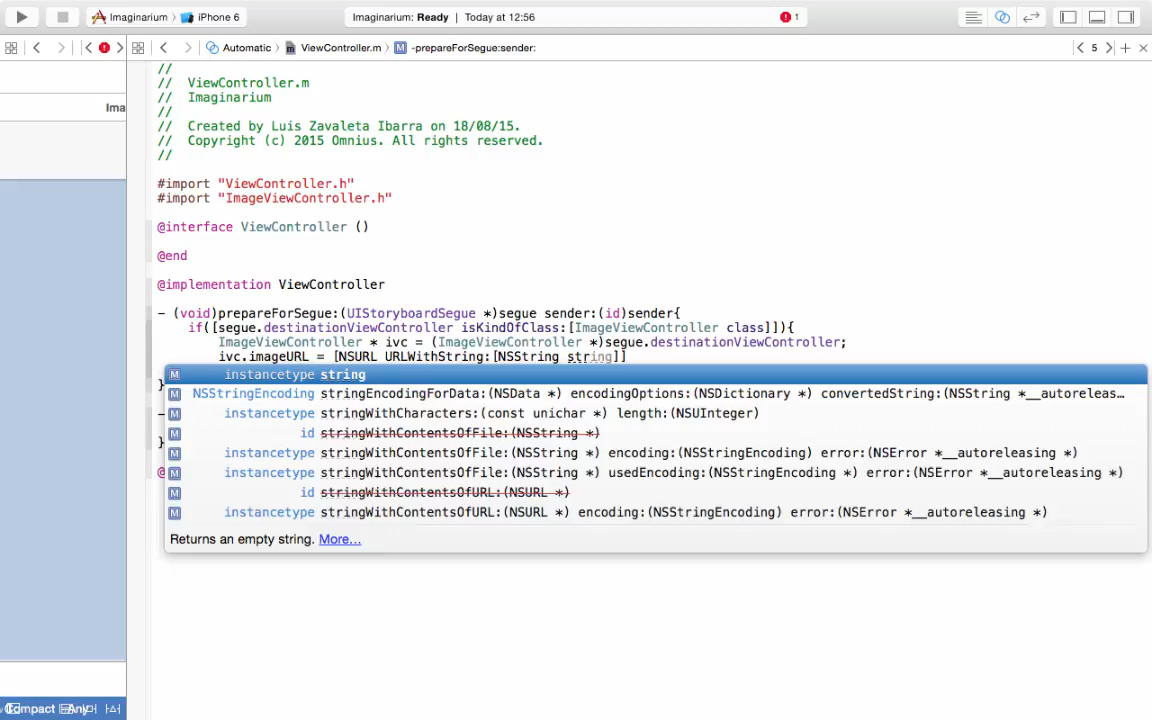 Imaginarium 〉 iPhone 6
Imaginarium: Ready | Today at 12:56
1
Automatic 〉 ViewController.m 〉 M -prepareForSegue:sender:
5
Ima
//
//  ViewController.m
//  Imaginarium
//
//  Created by Luis Zavaleta Ibarra on 18/08/15.
//  Copyright (c) 2015 Omnius. All rights reserved.
//
#import "ViewController.h"
#import "ImageViewController.h"
@interface ViewController ()
@end
@implementation ViewController
- (void)prepareForSegue:(UIStoryboardSegue *)segue sender:(id)sender{
if([segue.destinationViewController isKindOfClass:[ImageViewController class]]){
ImageViewController * ivc = (ImageViewController *)segue.destinationViewController;
ivc.imageURL = [NSURL URLWithString:[NSString string]]
M instancetype string
M NSStringEncoding stringEncodingForData:(NSData *) encodingOptions:(NSDictionary *) convertedString:(NSString *__autoreleas…
M instancetype stringWithCharacters:(const unichar *) length:(NSUInteger)
M id stringWithContentsOfFile:(NSString *)
M instancetype stringWithContentsOfFile:(NSString *) encoding:(NSStringEncoding) error:(NSError *__autoreleasing *)
M instancetype stringWithContentsOfFile:(NSString *) usedEncoding:(NSStringEncoding *) error:(NSError *__autoreleasing *)
M id stringWithContentsOfURL:(NSURL *)
M instancetype stringWithContentsOfURL:(NSURL *) encoding:(NSStringEncoding) error:(NSError *__autoreleasing *)
Returns an empty string. More…
}
-
}
@
Compact Any